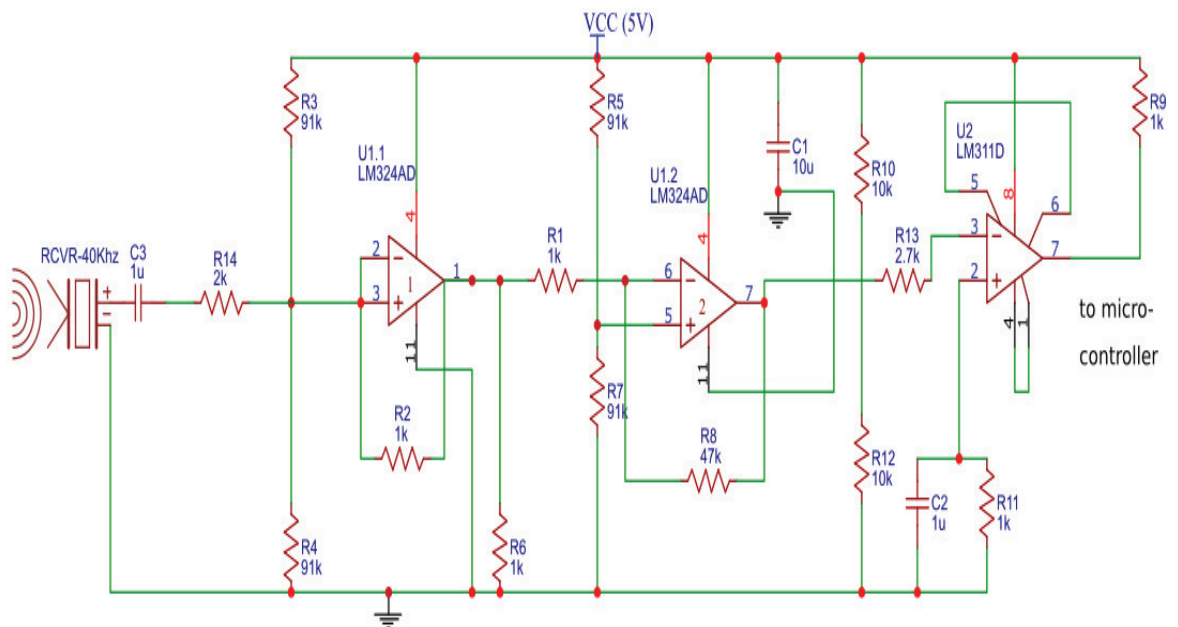 VCC (5V)
R3
91k
R5
91k
R9
1k
U1.1
LM324AD
C1
10u
U2
LM311D
U1.2
LM324AD
R10
10k
5
8
6
4
4
RCVR-40Khz
C3
1u
R14
2k
R1
1k
R13
2.7k
2
3
1
1
6
5
2
7
3
2
7
+
-
-
+
-
+
-
+
11
11
4
1
to micro-
controller
R7
91k
R2
1k
R8
47k
R12
10k
C2
1u
R11
1k
R4
91k
R6
1k